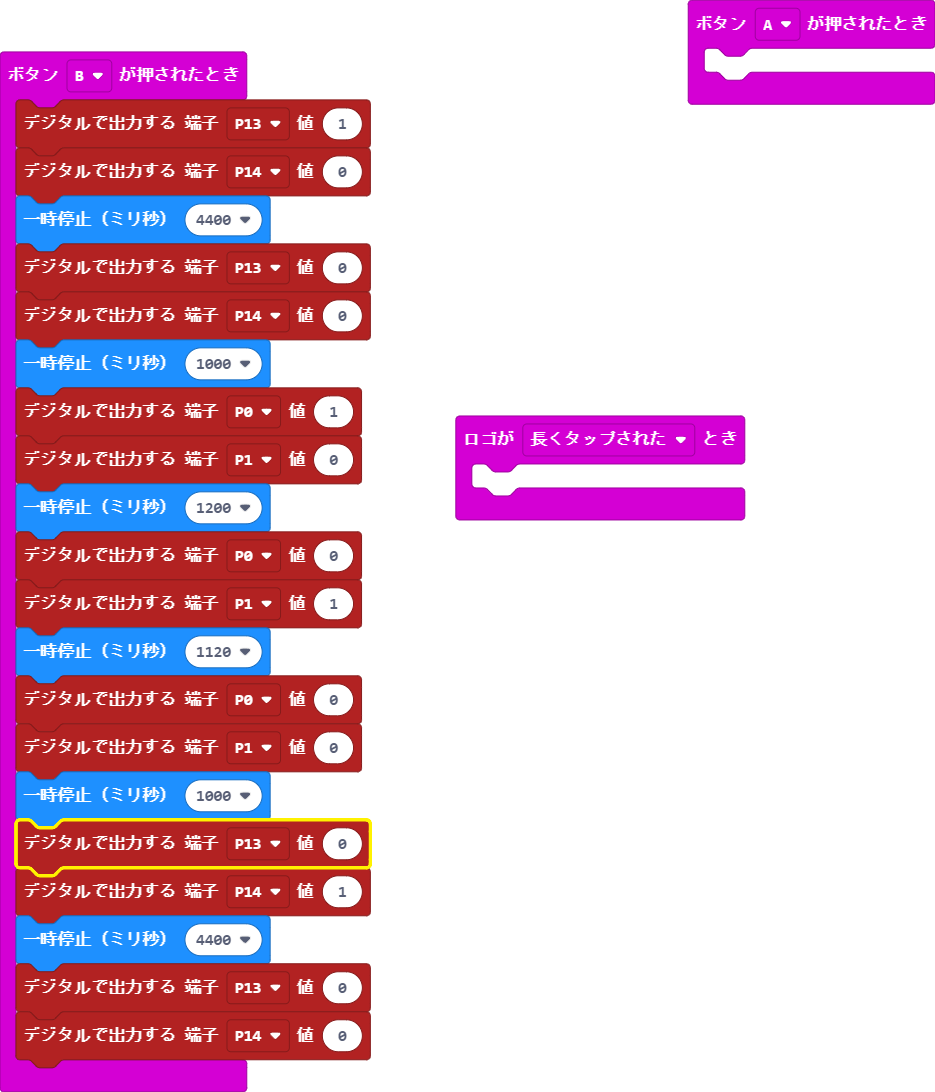 ボタン B が押されたとき
デジタルで出力する 端子 P13 値 1
デジタルで出力する 端子 P14 値 0
一時停止（ミリ秒） 4400
デジタルで出力する 端子 P13 値 0
デジタルで出力する 端子 P14 値 0
一時停止（ミリ秒） 1000
デジタルで出力する 端子 P0 値 1
デジタルで出力する 端子 P1 値 0
一時停止（ミリ秒） 1200
デジタルで出力する 端子 P0 値 0
デジタルで出力する 端子 P1 値 1
一時停止（ミリ秒） 1120
デジタルで出力する 端子 P0 値 0
デジタルで出力する 端子 P1 値 0
一時停止（ミリ秒） 1000
デジタルで出力する 端子 P13 値 0
デジタルで出力する 端子 P14 値 1
一時停止（ミリ秒） 4400
デジタルで出力する 端子 P13 値 0
デジタルで出力する 端子 P14 値 0
ボタン A が押されたとき
ロゴが 長くタップされた とき